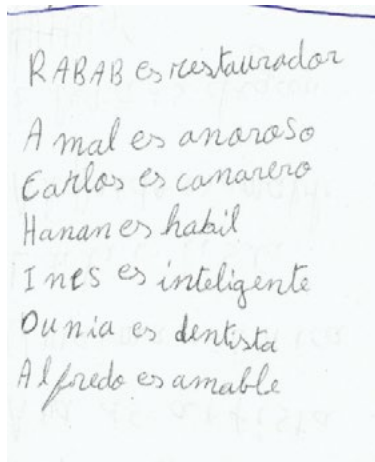 RABAB es restaurador
Amal es anoroso
Carlos es camarero
Hanan es habil
Ines es inteligente
Dunia es dentista
Alfredo es amable